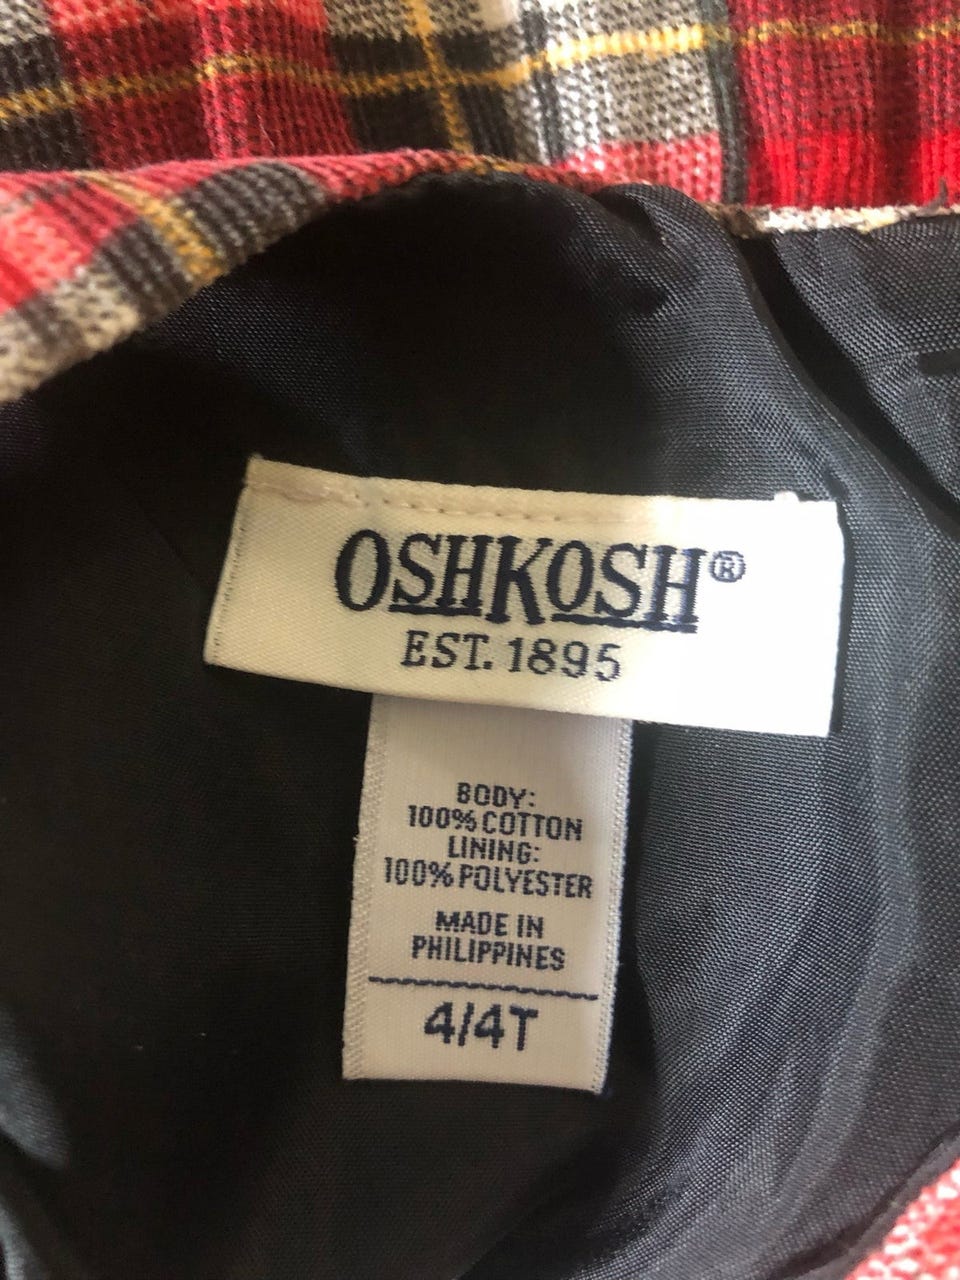 OSHKOSH®
EST. 1895
BODY:
100% COTTON
LINING:
100% POLYESTER
MADE IN
PHILIPPINES
4/4T